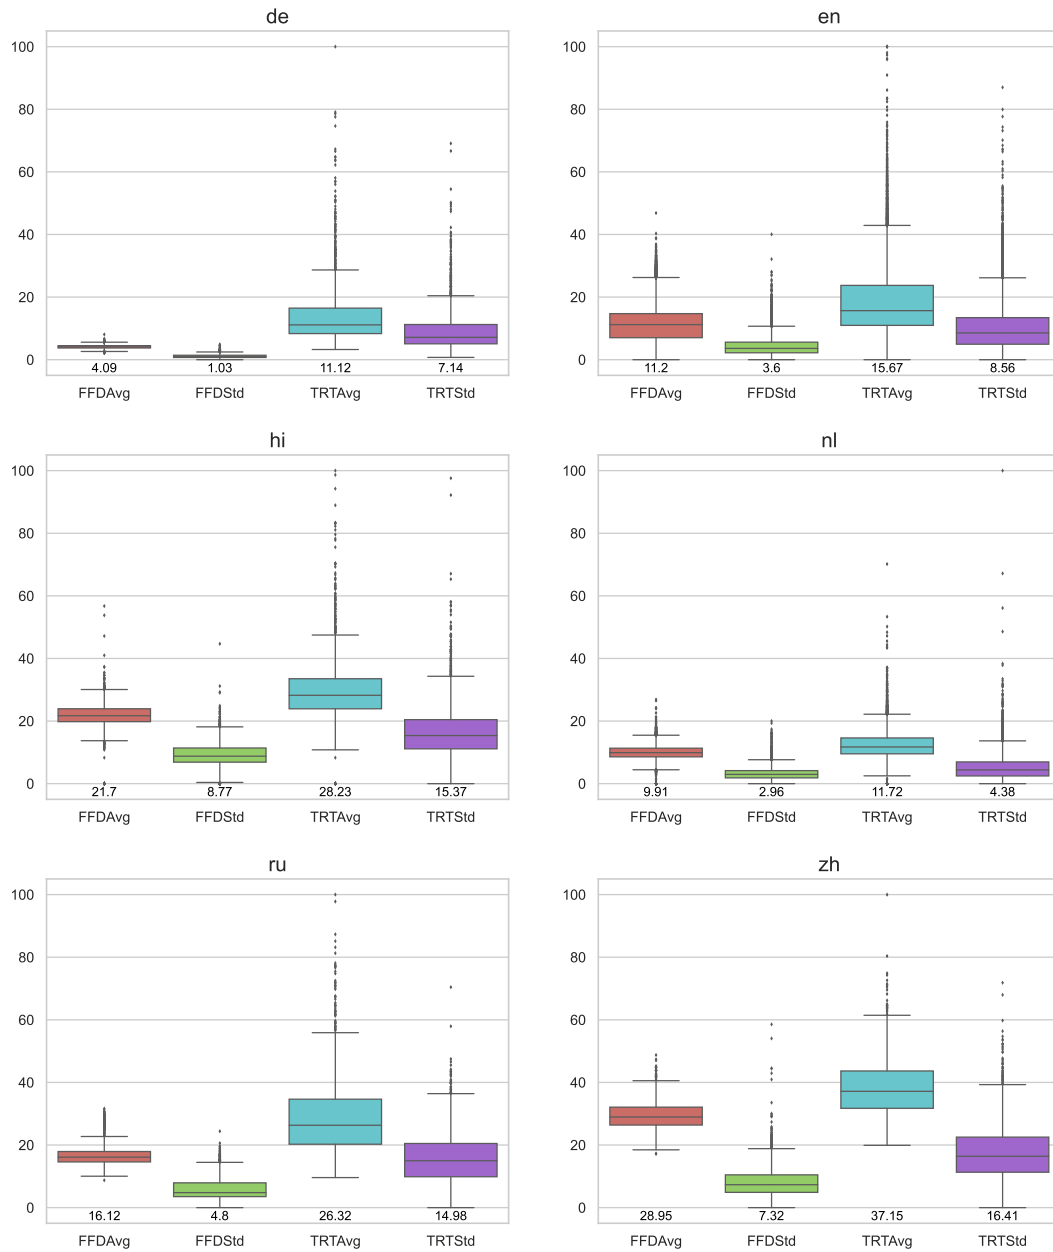 de
en
100
80
60
40
20
0
4.09 1.03 11.12 7.14
FFDAvg FFDStd TRTAvg TRTStd
100
80
60
40
20
0
11.2 3.6 15.67 8.56
FFDAvg FFDStd TRTAvg TRTStd
hi
nl
100
80
60
40
20
0
21.7 8.77 28.23 15.37
FFDAvg FFDStd TRTAvg TRTStd
100
80
60
40
20
0
9.91 2.96 11.72 4.38
FFDAvg FFDStd TRTAvg TRTStd
ru
zh
100
80
60
40
20
0
16.12 4.8 26.32 14.98
FFDAvg FFDStd TRTAvg TRTStd
100
80
60
40
20
0
28.95 7.32 37.15 16.41
FFDAvg FFDStd TRTAvg TRTStd